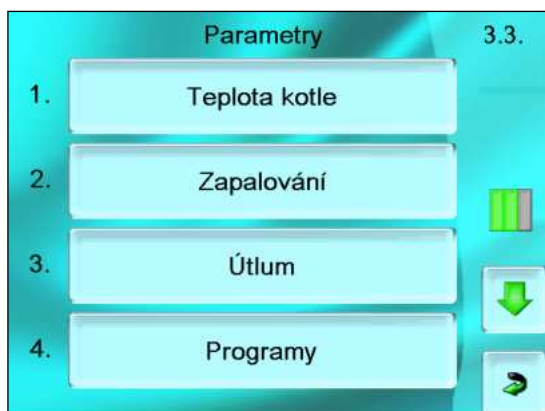 Parametry 3.3.
1. Teplota kotle
2. Zapalování
3. Útlum
4. Programy